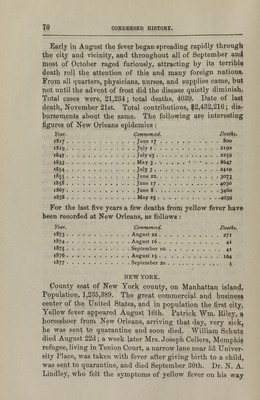 70 CONDENSED HISTORY.
Early in August the fever began spreading rapidly through
the city and vicinity, and throughout all of September and
most of October raged furiously, attracting by its terrible
death roll the attention of this and many foreign nations.
From all quarters, physicians, nurses, and supplies came, but
not until the advent of frost did the disease quietly diminish.
Total cases were, 21,234; total deaths, 4039. Date of last
death, November 21st. Total contributions, $2,439,216; dis-
bursements about the same. The following are interesting
figures of New Orleans epidemics:
Year. Commenced. Deaths.
1817 . . . June 17 . . . 800
1819 . . . July 1 . . . 2190
1847 . . . July 25 . . . 2259
1853 . . . May 3 . . . 8647
1854 . . . July 2 . . . 2419
1855 . . . June 22 . . . 3073
1858 . . . June 17 . . . 4030
1867 . . . June 8 . . . 3460
1878 . . . May 25 . . . 4039
For the last five years a few deaths from yellow fever have
been recorded at New Orleans, as follows:
Year. Commenced. Deaths.
1873 . . . August 22 . . . 271
1874 . . . August 16 . . . 41
1875 . . . September 10 . . . 41
1876 . . . August 15 . . . 104
1877 . . . September 20 . . . 1
NEW YORK.
County seat of New York county, on Manhattan island.
Population, 1,235,389. The great commercial and business
center of the United States, and in population the first city.
Yellow fever appeared August 16th. Patrick Wm. Riley, a
horseshoer from New Orleans, arriving that day, very sick,
he was sent to quarantine and soon died. William Schutz
died August 22d; a week later Mrs. Joseph Cellers, Memphis
refugee, living in Tenion Court, a narrow lane near 53 Univer-
sity Place, was taken with fever after giving birth to a child,
was sent to quarantine, and died September 30th. Dr. N. A.
Lindley, who felt the symptoms of yellow fever on his way